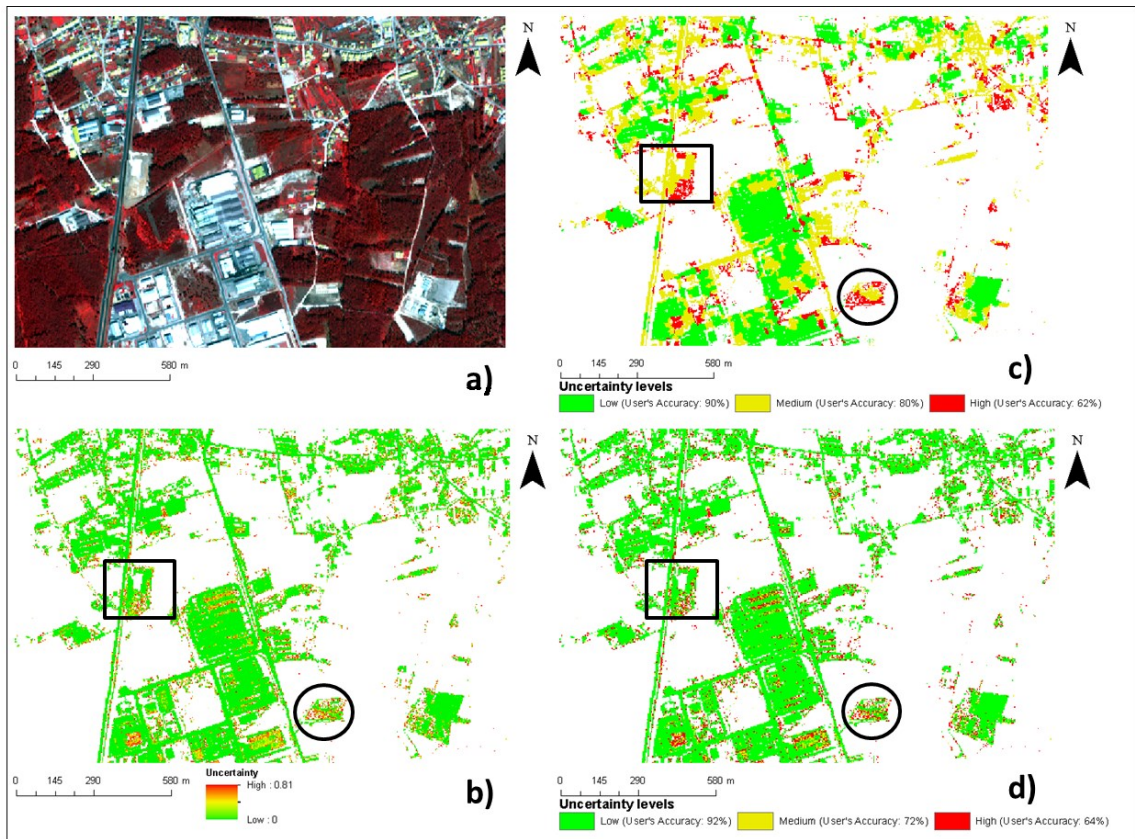 N
0 145 290 580 m
a)
N
0 145 290 580 m
c)
Uncertainty levels
Low (User's Accuracy: 90%) Medium (User's Accuracy: 80%) High (User's Accuracy: 62%)
N
0 145 290 580 m
Uncertainty
High : 0.81
Low : 0
b)
N
0 145 290 580 m
d)
Uncertainty levels
Low (User's Accuracy: 92%) Medium (User's Accuracy: 72%) High (User's Accuracy: 64%)